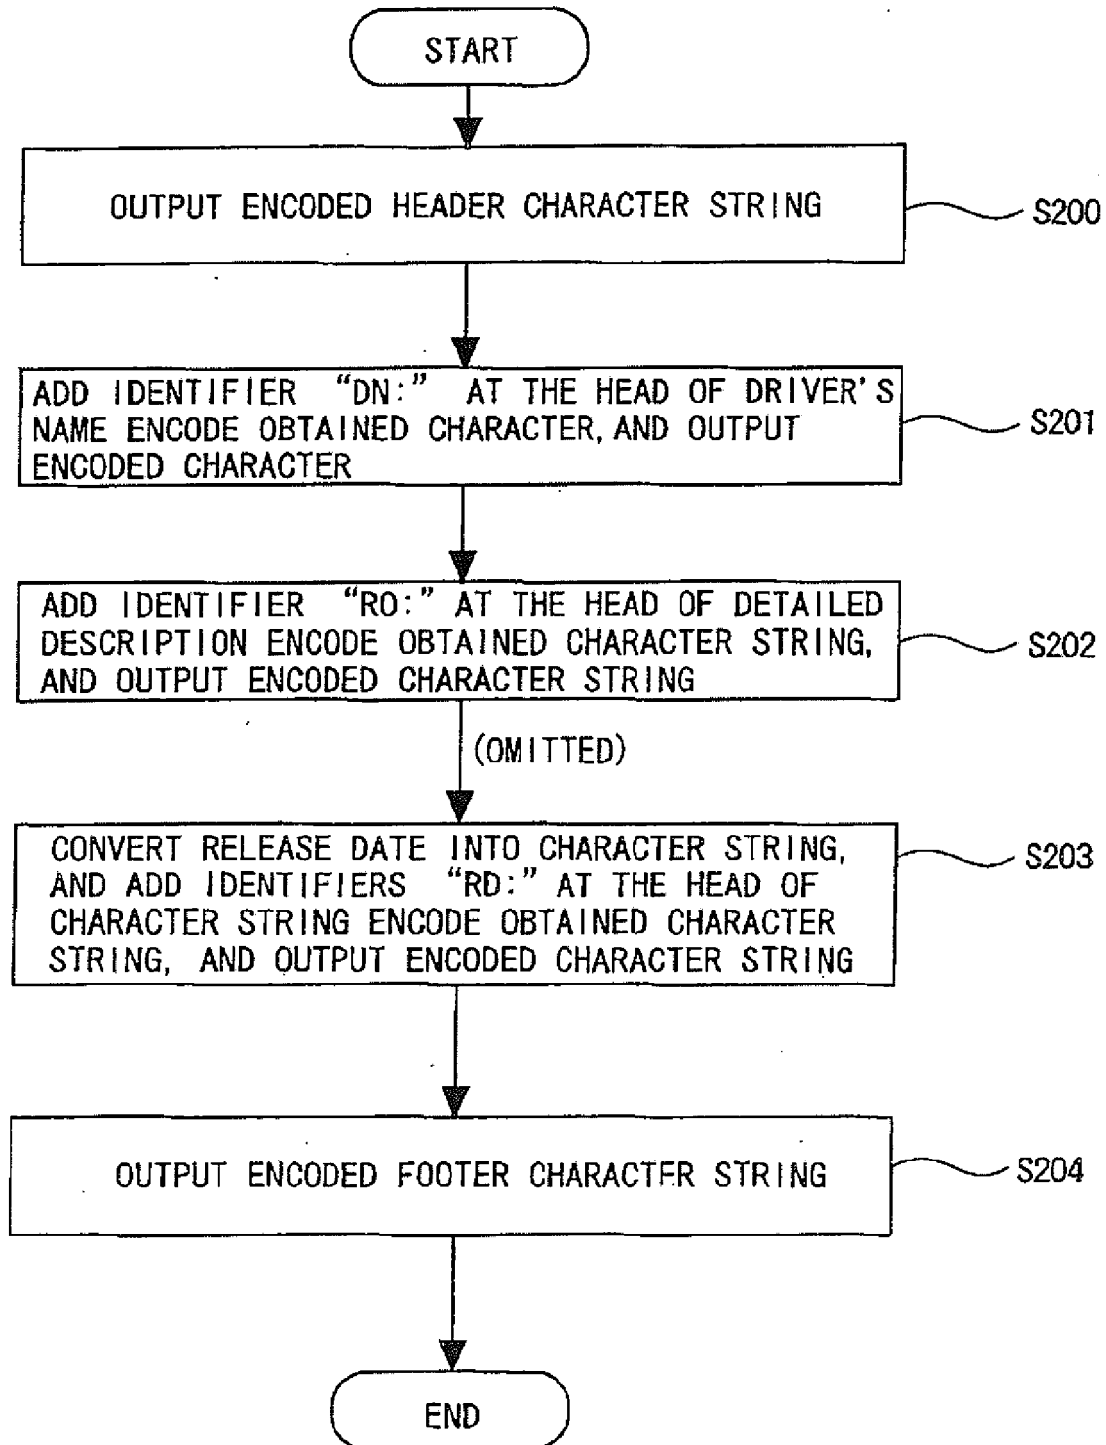 START
OUTPUT ENCODED HEADER CHARACTER STRING
S200
ADD IDENTIFIER “DN:” AT THE HEAD OF DRIVER'S
NAME ENCODE OBTAINED CHARACTER, AND OUTPUT
ENCODED CHARACTER
S201
ADD IDENTIFIER “RO:” AT THE HEAD OF DETAILED
DESCRIPTION ENCODE OBTAINED CHARACTER STRING,
AND OUTPUT ENCODED CHARACTER STRING
S202
(OMITTED)
CONVERT RELEASE DATE INTO CHARACTER STRING,
AND ADD IDENTIFIERS “RD:” AT THE HEAD OF
CHARACTER STRING ENCODE OBTAINED CHARACTER
STRING, AND OUTPUT ENCODED CHARACTER STRING
S203
OUTPUT ENCODED FOOTER CHARACTER STRING
S204
END